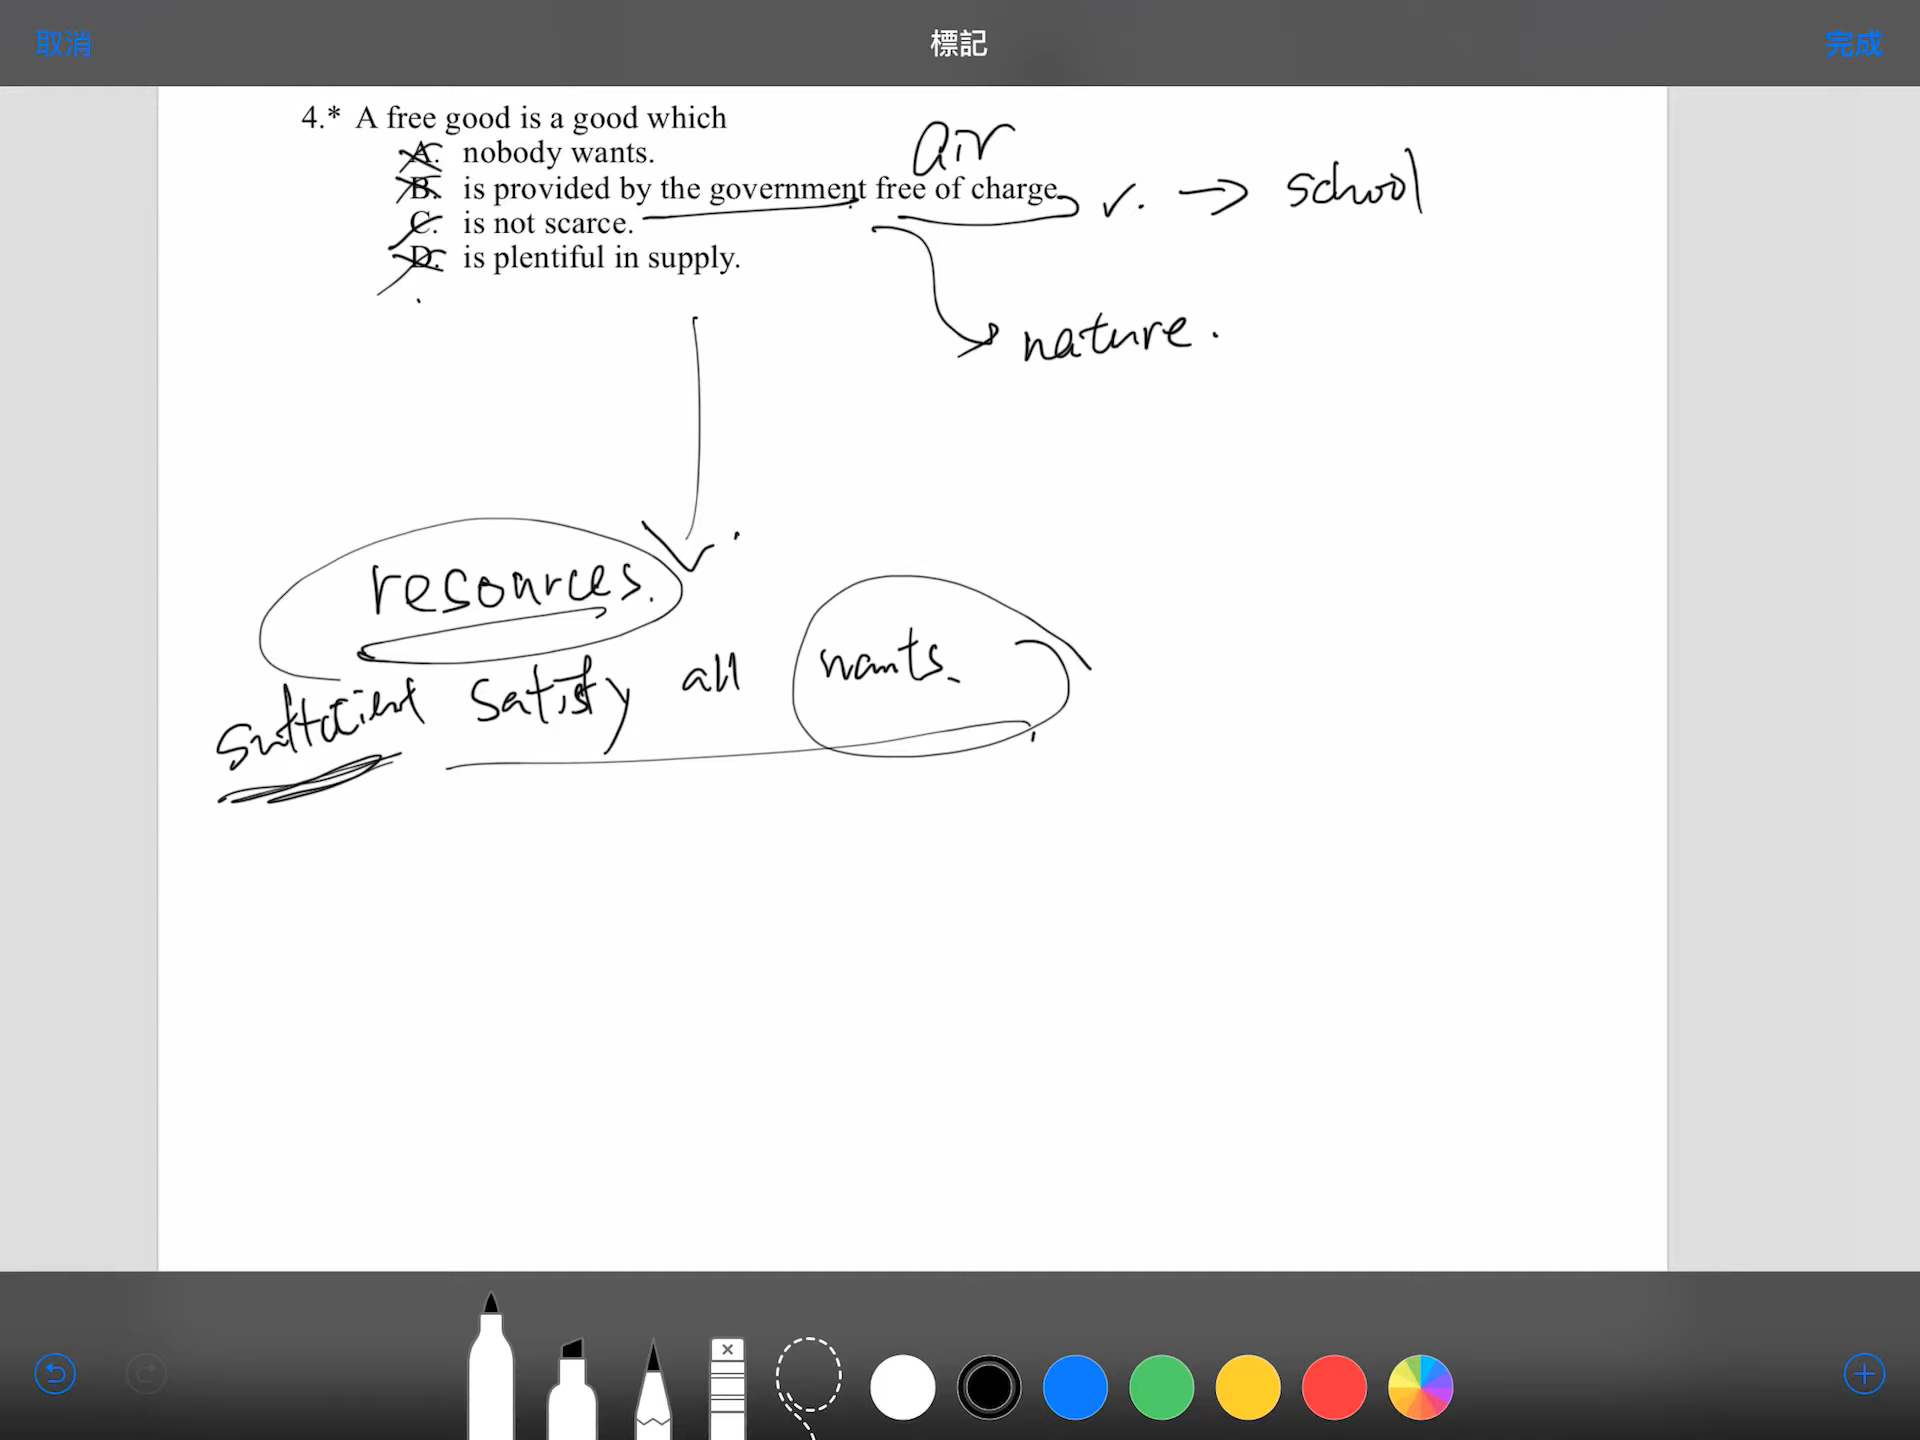 取消 標記 完成
4.* A free good is a good which
A. nobody wants.
air
B. is provided by the government free of charge. → school
C. is not scarce.
D. is plentiful in supply.
nature.
resources.
sufficient satisfy all wants.